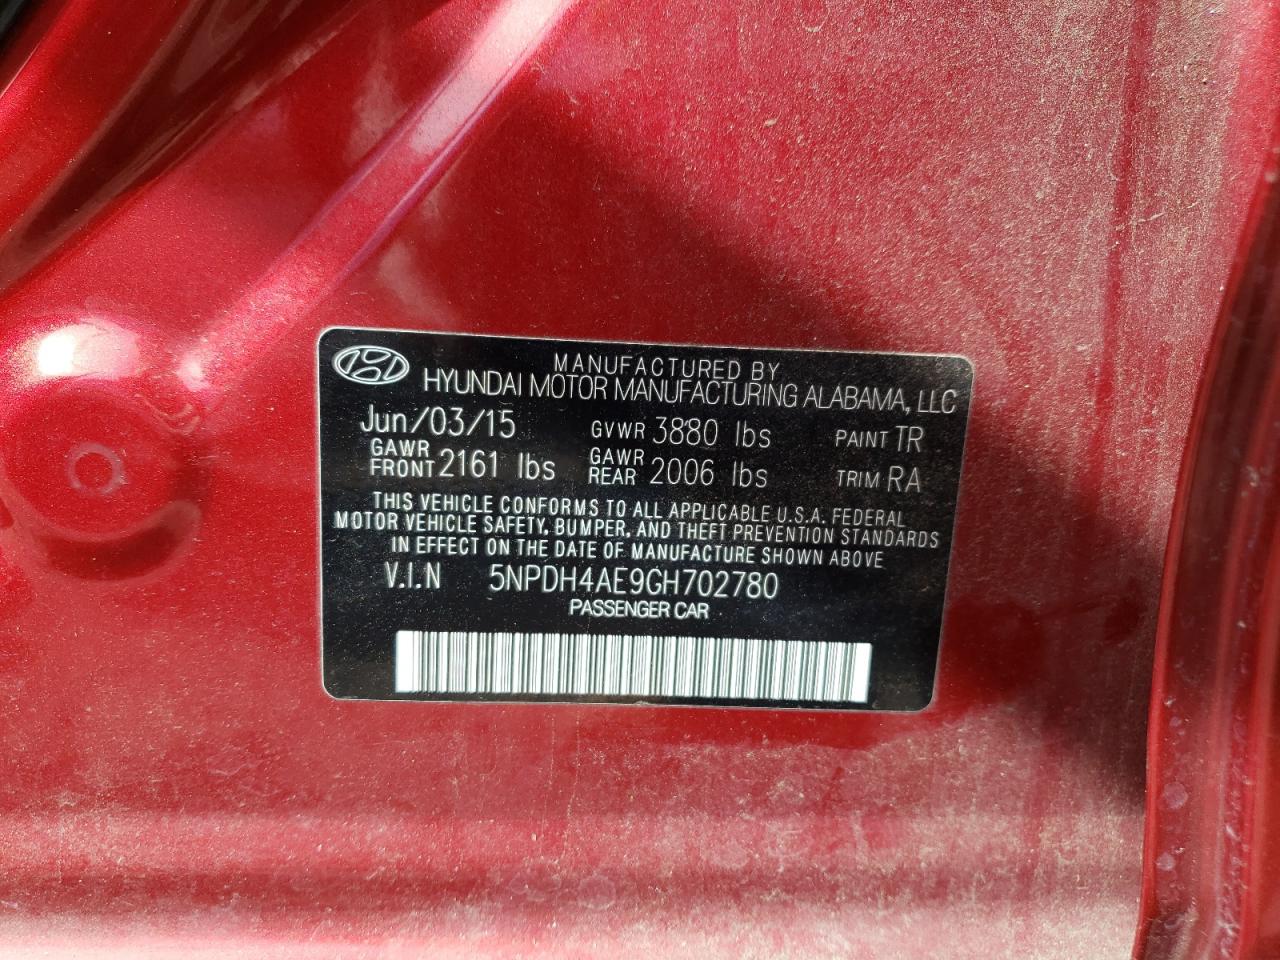 MANUFACTURED BY
HYUNDAI MOTOR MANUFACTURING ALABAMA, LLC
Jun/03/15 GVWR 3880 lbs PAINT TR
GAWR FRONT 2161 lbs GAWR REAR 2006 lbs TRIM RA
THIS VEHICLE CONFORMS TO ALL APPLICABLE U.S.A. FEDERAL
MOTOR VEHICLE SAFETY, BUMPER, AND THEFT PREVENTION STANDARDS
IN EFFECT ON THE DATE OF MANUFACTURE SHOWN ABOVE
V.I.N 5NPDH4AE9GH702780
PASSENGER CAR